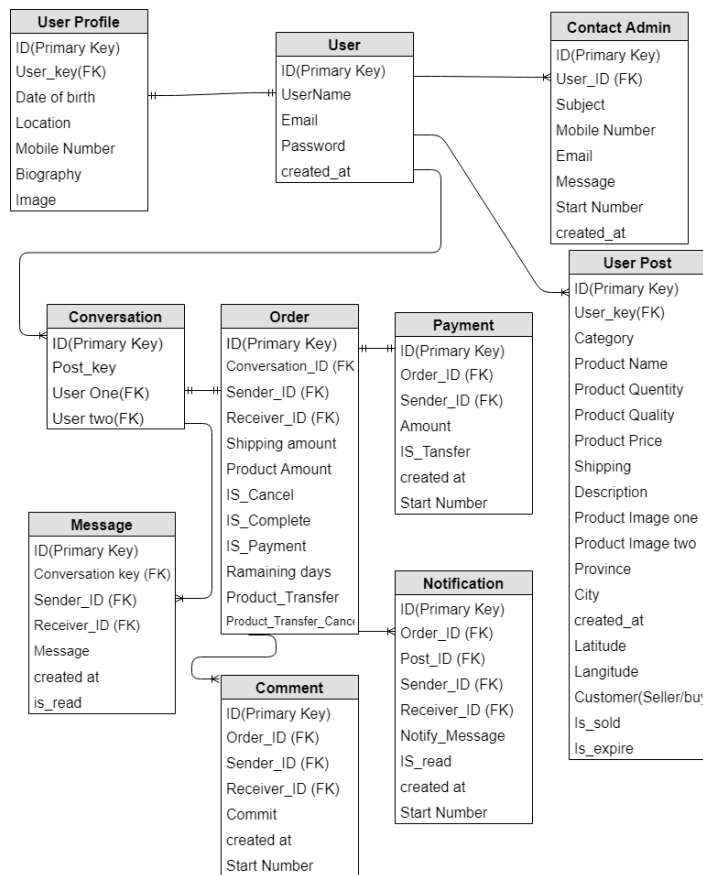 User Profile
ID(Primary Key)
User_key(FK)
Date of birth
Location
Mobile Number
Biography
Image
User
ID(Primary Key)
UserName
Email
Password
created_at
Contact Admin
ID(Primary Key)
User_ID (FK)
Subject
Mobile Number
Email
Message
Start Number
created_at
User Post
ID(Primary Key)
User_key(FK)
Category
Product Name
Product Quentity
Product Quality
Product Price
Shipping
Description
Product Image one
Product Image two
Province
City
created_at
Latitude
Langitude
Customer(Seller/buy
Is_sold
Is_expire
Conversation
ID(Primary Key)
Post_key
User One(FK)
User two(FK)
Order
ID(Primary Key)
Conversation_ID (FK
Sender_ID (FK)
Receiver_ID (FK)
Shipping amount
Product Amount
IS_Cancel
IS_Complete
IS_Payment
Ramaining days
Product_Transfer
Product_Transfer_Cance
Payment
ID(Primary Key)
Order_ID (FK)
Sender_ID (FK)
Amount
IS_Tansfer
created at
Start Number
Message
ID(Primary Key)
Conversation key (FK)
Sender_ID (FK)
Receiver_ID (FK)
Message
created at
is_read
Notification
ID(Primary Key)
Order_ID (FK)
Post_ID (FK)
Sender_ID (FK)
Receiver_ID (FK)
Notify_Message
IS_read
created at
Start Number
Comment
ID(Primary Key)
Order_ID (FK)
Sender_ID (FK)
Receiver_ID (FK)
Commit
created at
Start Number